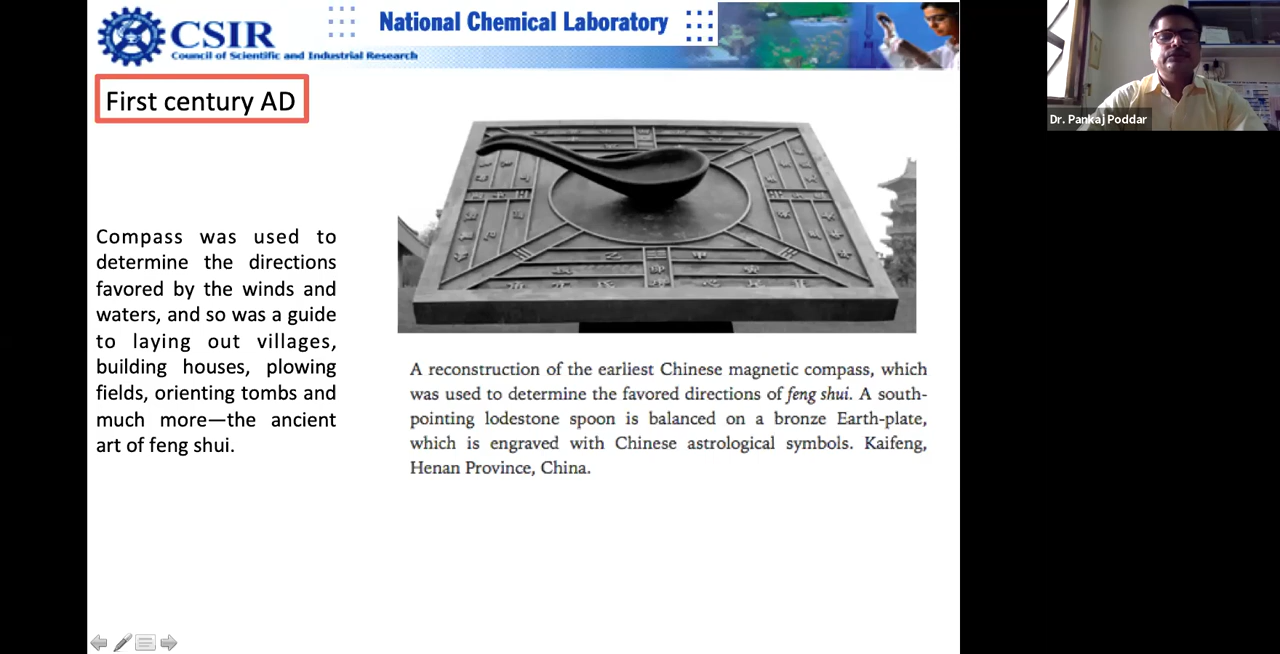 CSIR
Council of Scientific and Industrial Research
National Chemical Laboratory
First century AD
Compass was used to
determine the directions
favored by the winds and
waters, and so was a guide
to laying out villages,
building houses, plowing
fields, orienting tombs and
much more—the ancient
art of feng shui.
A reconstruction of the earliest Chinese magnetic compass, which
was used to determine the favored directions of feng shui. A south-
pointing lodestone spoon is balanced on a bronze Earth-plate,
which is engraved with Chinese astrological symbols. Kaifeng,
Henan Province, China.
Dr. Pankaj Poddar